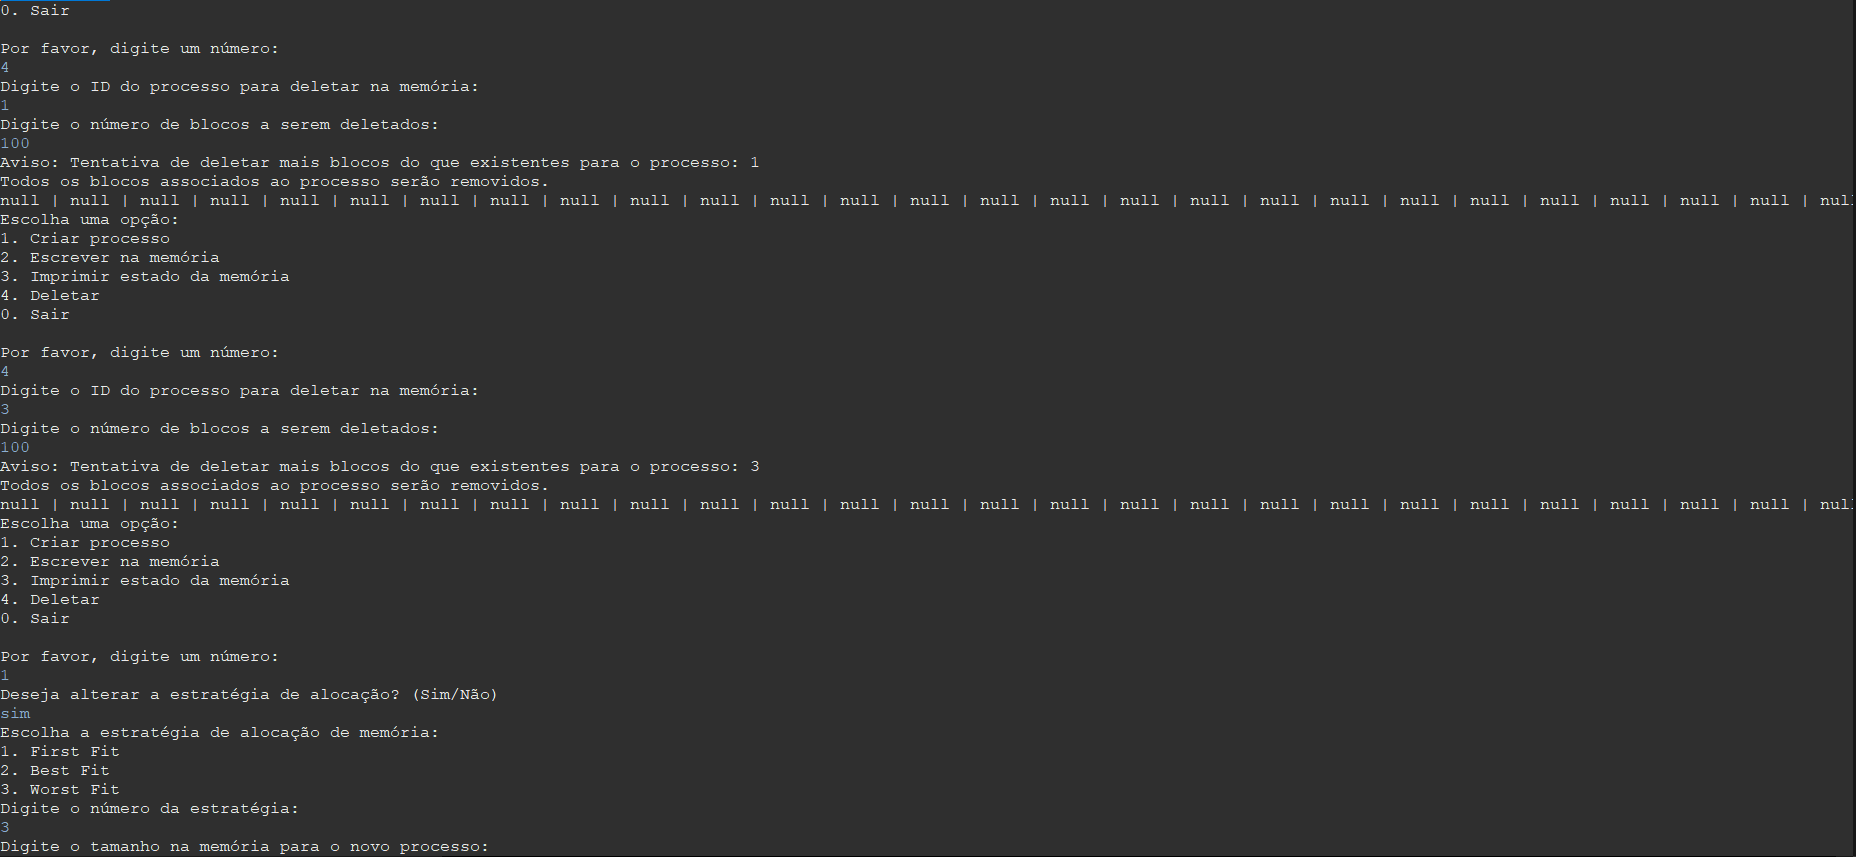 0. Sair
Por favor, digite um número:
4
Digite o ID do processo para deletar na memória:
1
Digite o número de blocos a serem deletados:
100
Aviso: Tentativa de deletar mais blocos do que existentes para o processo: 1
Todos os blocos associados ao processo serão removidos.
null | null | null | null | null | null | null | null | null | null | null | null | null | null | null | null | null | null | null | null | null | null | null | null | null | null | nul
Escolha uma opção:
1. Criar processo
2. Escrever na memória
3. Imprimir estado da memória
4. Deletar
0. Sair
Por favor, digite um número:
4
Digite o ID do processo para deletar na memória:
3
Digite o número de blocos a serem deletados:
100
Aviso: Tentativa de deletar mais blocos do que existentes para o processo: 3
Todos os blocos associados ao processo serão removidos.
null | null | null | null | null | null | null | null | null | null | null | null | null | null | null | null | null | null | null | null | null | null | null | null | null | null | nul
Escolha uma opção:
1. Criar processo
2. Escrever na memória
3. Imprimir estado da memória
4. Deletar
0. Sair
Por favor, digite um número:
1
Deseja alterar a estratégia de alocação? (Sim/Não)
sim
Escolha a estratégia de alocação de memória:
1. First Fit
2. Best Fit
3. Worst Fit
Digite o número da estratégia:
3
Digite o tamanho na memória para o novo processo: